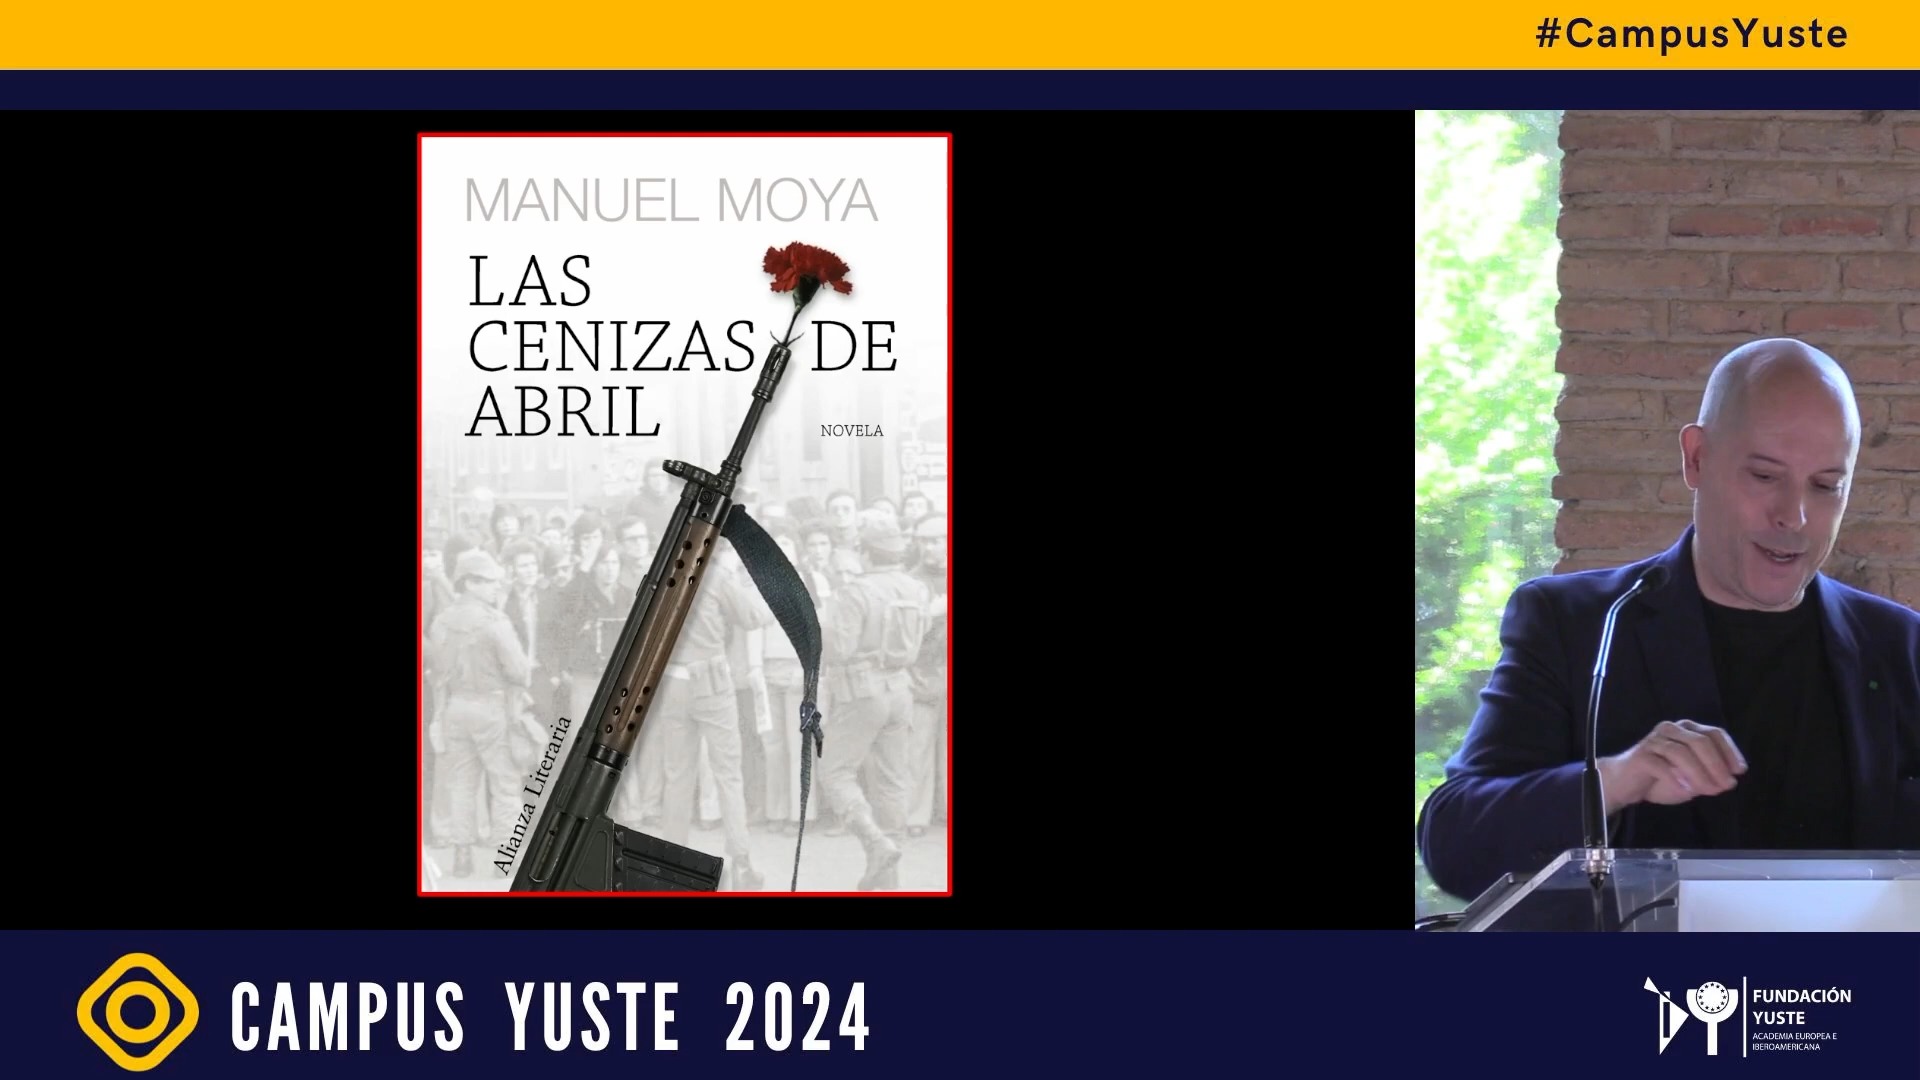 #CampusYuste
MANUEL MOYA
LAS
CENIZAS DE
ABRIL
NOVELA
Alianza Literaria
CAMPUS YUSTE 2024
FUNDACIÓN
YUSTE
ACADEMIA EUROPEA E
IBEROAMERICANA